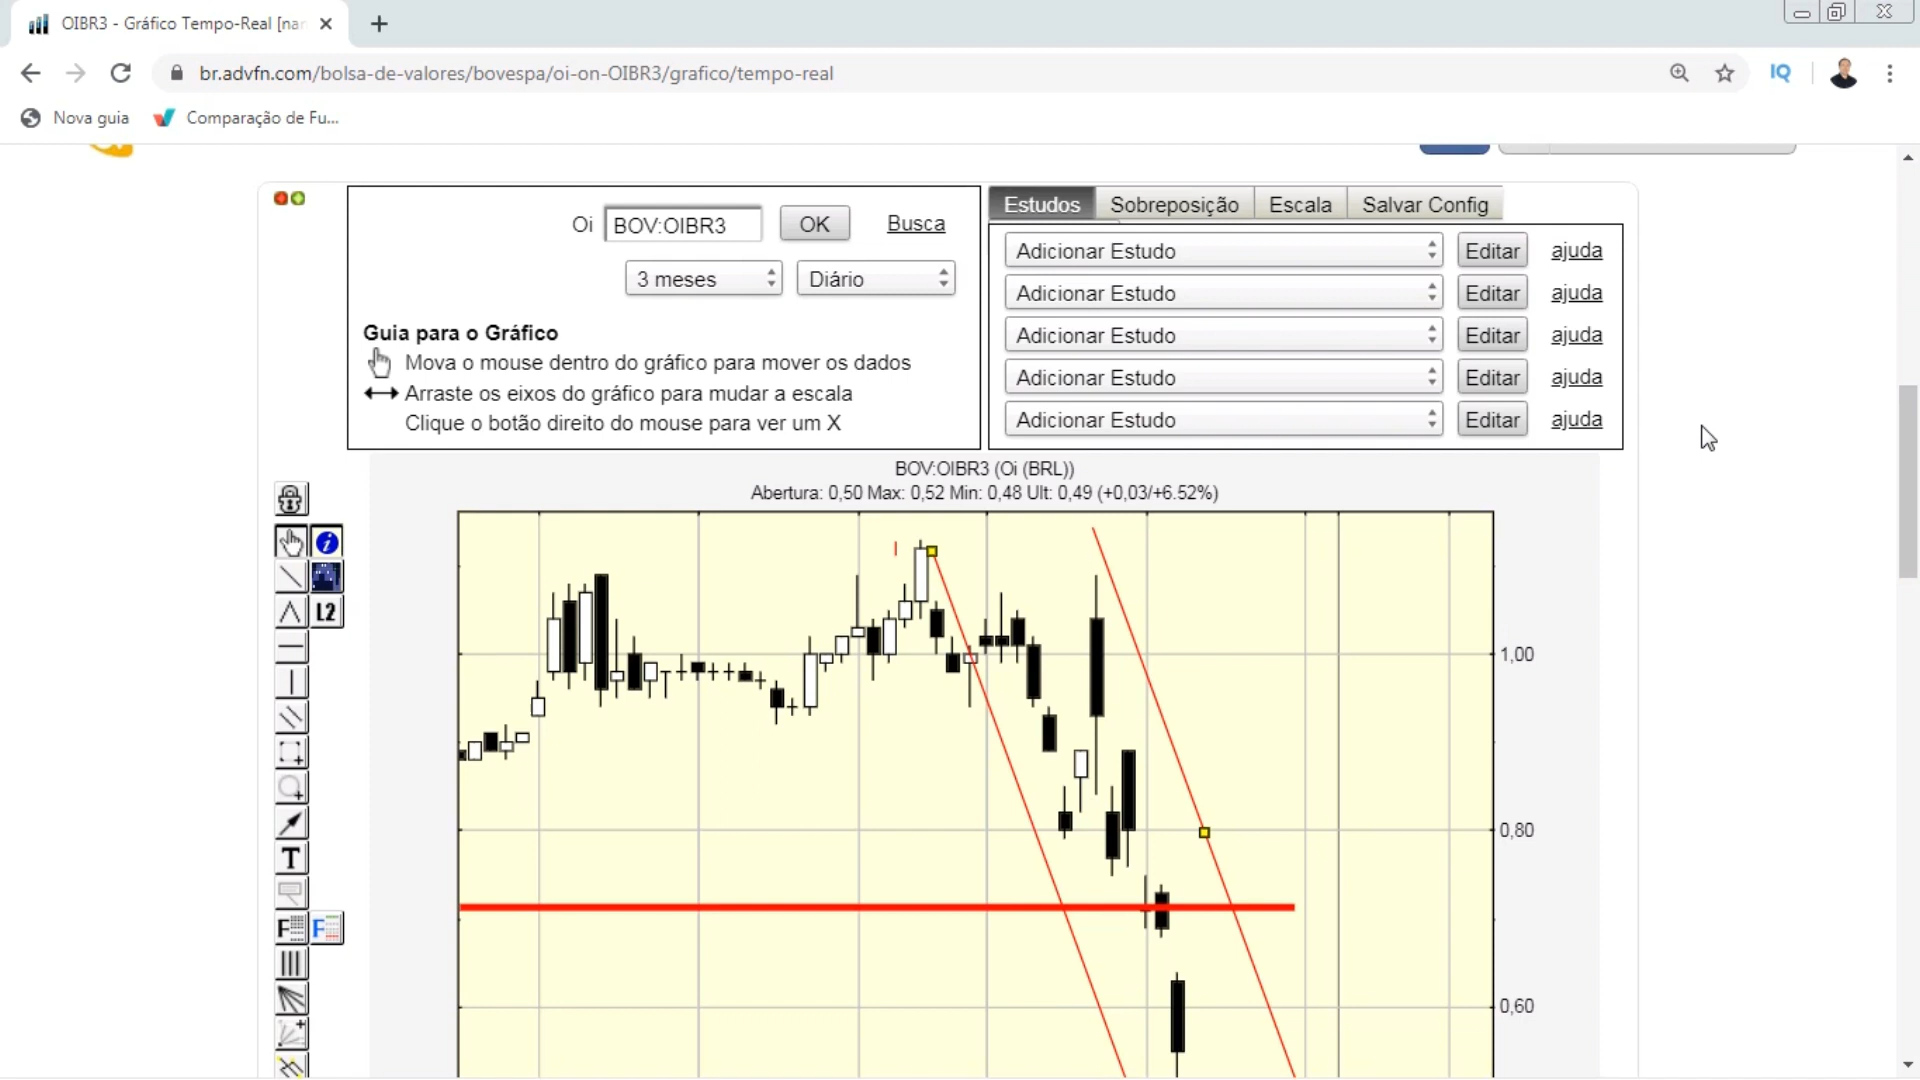 OIBR3 - Gráfico Tempo-Real [nar
br.advfn.com/bolsa-de-valores/bovespa/oi-on-OIBR3/grafico/tempo-real
IQ
Nova guia
Comparação de Fu...
Oi BOV:OIBR3 OK Busca
3 meses Diário
Guia para o Gráfico
Mova o mouse dentro do gráfico para mover os dados
Arraste os eixos do gráfico para mudar a escala
Clique o botão direito do mouse para ver um X
Estudos Sobreposição Escala Salvar Config
Adicionar Estudo Editar ajuda
Adicionar Estudo Editar ajuda
Adicionar Estudo Editar ajuda
Adicionar Estudo Editar ajuda
Adicionar Estudo Editar ajuda
BOV:OIBR3 (Oi (BRL))
Abertura: 0,50 Max: 0,52 Min: 0,48 Ult: 0,49 (+0,03/+6.52%)
i
L2
T
F F
1,00
0,80
0,60